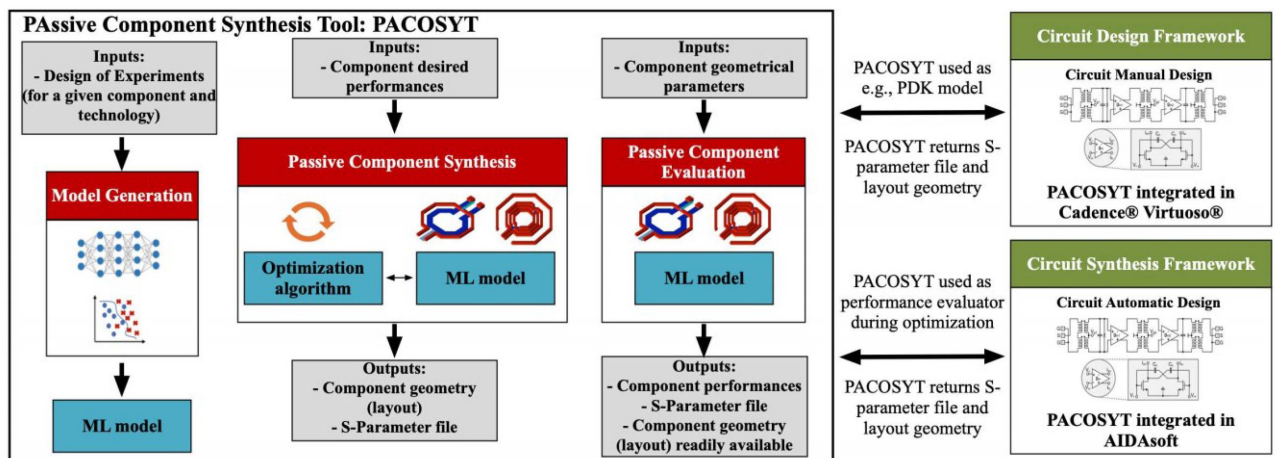 PAssive Component Synthesis Tool: PACOSYT
Inputs:
- Design of Experiments
(for a given component and
technology)
Model Generation
ML model
Inputs:
- Component desired
performances
Passive Component Synthesis
Optimization
algorithm
ML model
Outputs:
- Component geometry
(layout)
- S-Parameter file
Inputs:
- Component geometrical
parameters
Passive Component
Evaluation
ML model
Outputs:
- Component performances
- S-Parameter file
- Component geometry
(layout) readily available
PACOSYT used as
e.g., PDK model
PACOSYT returns S-
parameter file and
layout geometry
PACOSYT used as
performance evaluator
during optimization
PACOSYT returns S-
parameter file and
layout geometry
Circuit Design Framework
Circuit Manual Design
PACOSYT integrated in
Cadence® Virtuoso®
Circuit Synthesis Framework
Circuit Automatic Design
PACOSYT integrated in
AIDAsoft